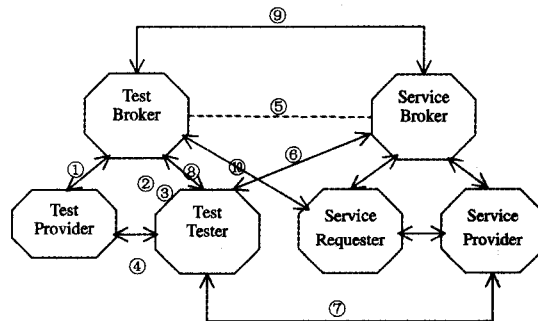 ⑨
Test
Broker
Service
Broker
⑤
⑥
①
⑩
②
⑧
③
Test
Provider
Test
Tester
Service
Requester
Service
Provider
④
⑦